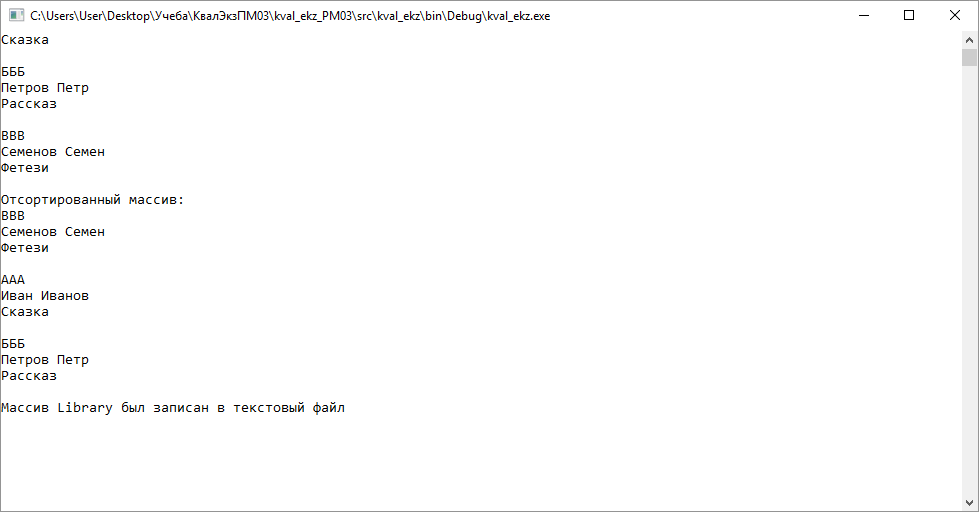 C:\Users\User\Desktop\Учеба\КвалЭкзПМ03\kval_ekz_PM03\src\kval_ekz\bin\Debug\kval_ekz.exe
Сказка
БББ
Петров Петр
Рассказ
ВВВ
Семенов Семен
Фетези
Отсортированный массив:
ВВВ
Семенов Семен
Фетези
ААА
Иван Иванов
Сказка
БББ
Петров Петр
Рассказ
Массив Library был записан в текстовый файл